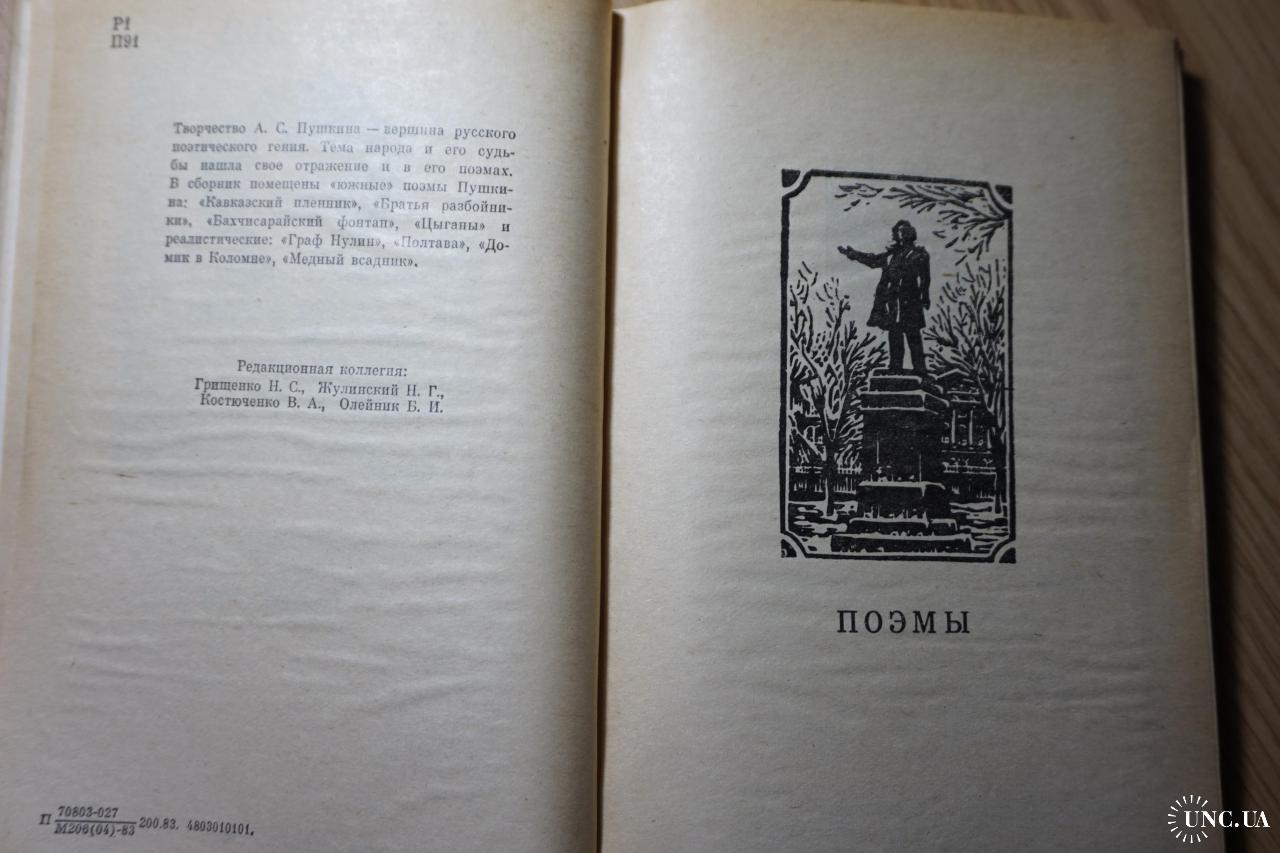 Р1
П91
Творчество А. С. Пушкина — вершина русского
поэтического гения. Тема народа и его судь-
бы нашла свое отражение и в его поэмах.
В сборник помещены «южные» поэмы Пушки-
на: «Кавказский пленник», «Братья разбойни-
ки», «Бахчисарайский фонтан», «Цыганы» и
реалистические: «Граф Нулин», «Полтава», «До-
мик в Коломне», «Медный всадник».
Редакционная коллегия:
Грищенко Н. С., Жулинский Н. Г.,
Костюченко В. А., Олейник Б. И.
П 70803-027
М206(04)-83 200.83. 4803010101.
ПОЭМЫ
UNC.UA